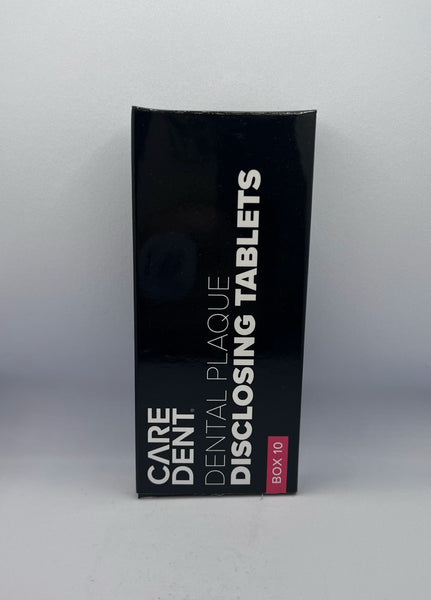 CARE
DENT®
DENTAL PLAQUE
DISCLOSING TABLETS
BOX 10